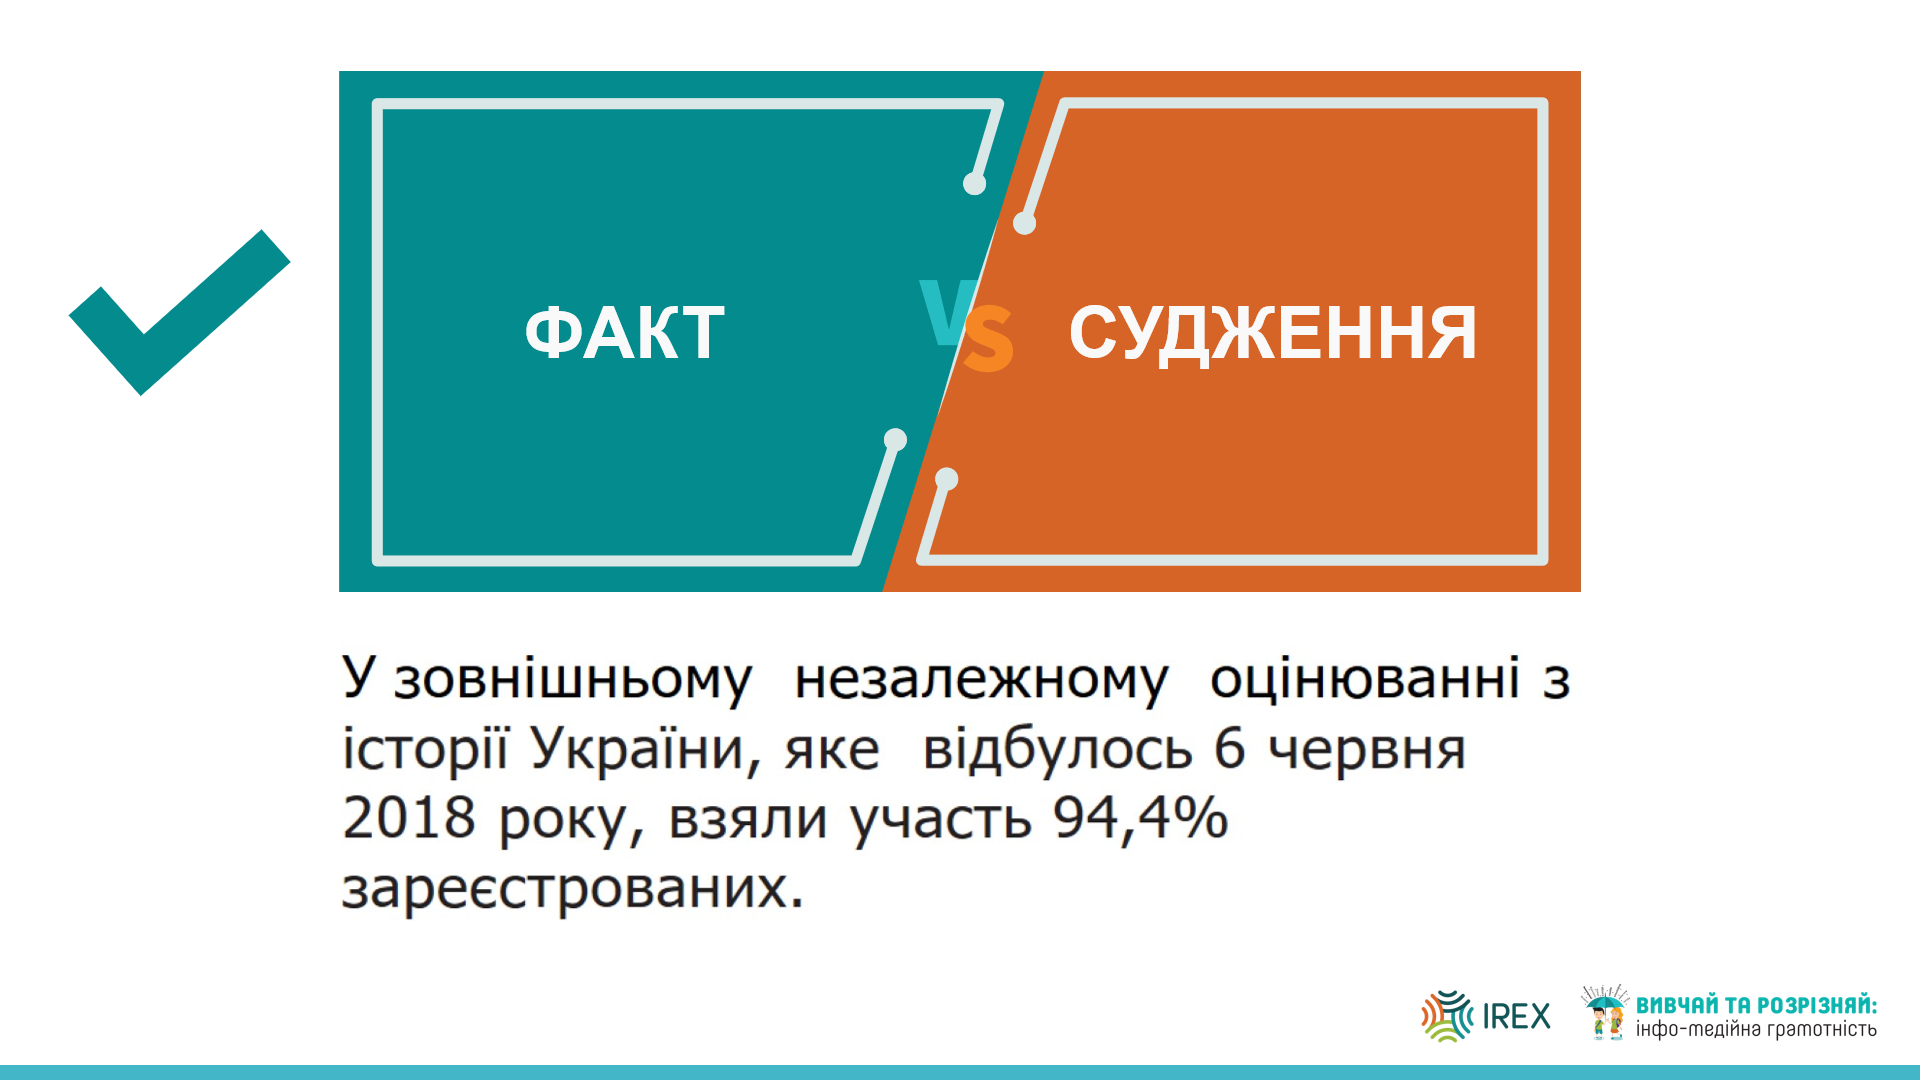 ФАКТ
VS
СУДЖЕННЯ
У зовнішньому незалежному оцінюванні з
історії України, яке відбулось 6 червня
2018 року, взяли участь 94,4%
зареєстрованих.
IREX
ВИВЧАЙ ТА РОЗРІЗНЯЙ:
інфо-медійна грамотність